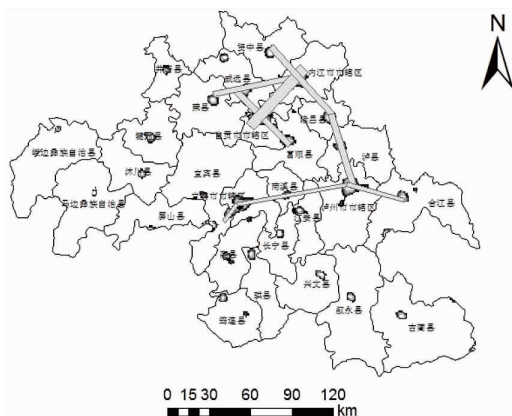 N
资中县
井研县
威远县
内江市市辖区
荣县
隆昌县
自贡市市辖区
犍为县
峨边彝族自治县
富顺县
泸县
沐川县
宜宾县
马边彝族自治县
南溪县
合江县
宜宾市市辖区
泸州市市辖区
屏山县
江安县
长宁县
高县
兴文县
珙县
叙永县
筠连县
古蔺县
0 15 30 60 90 120
km